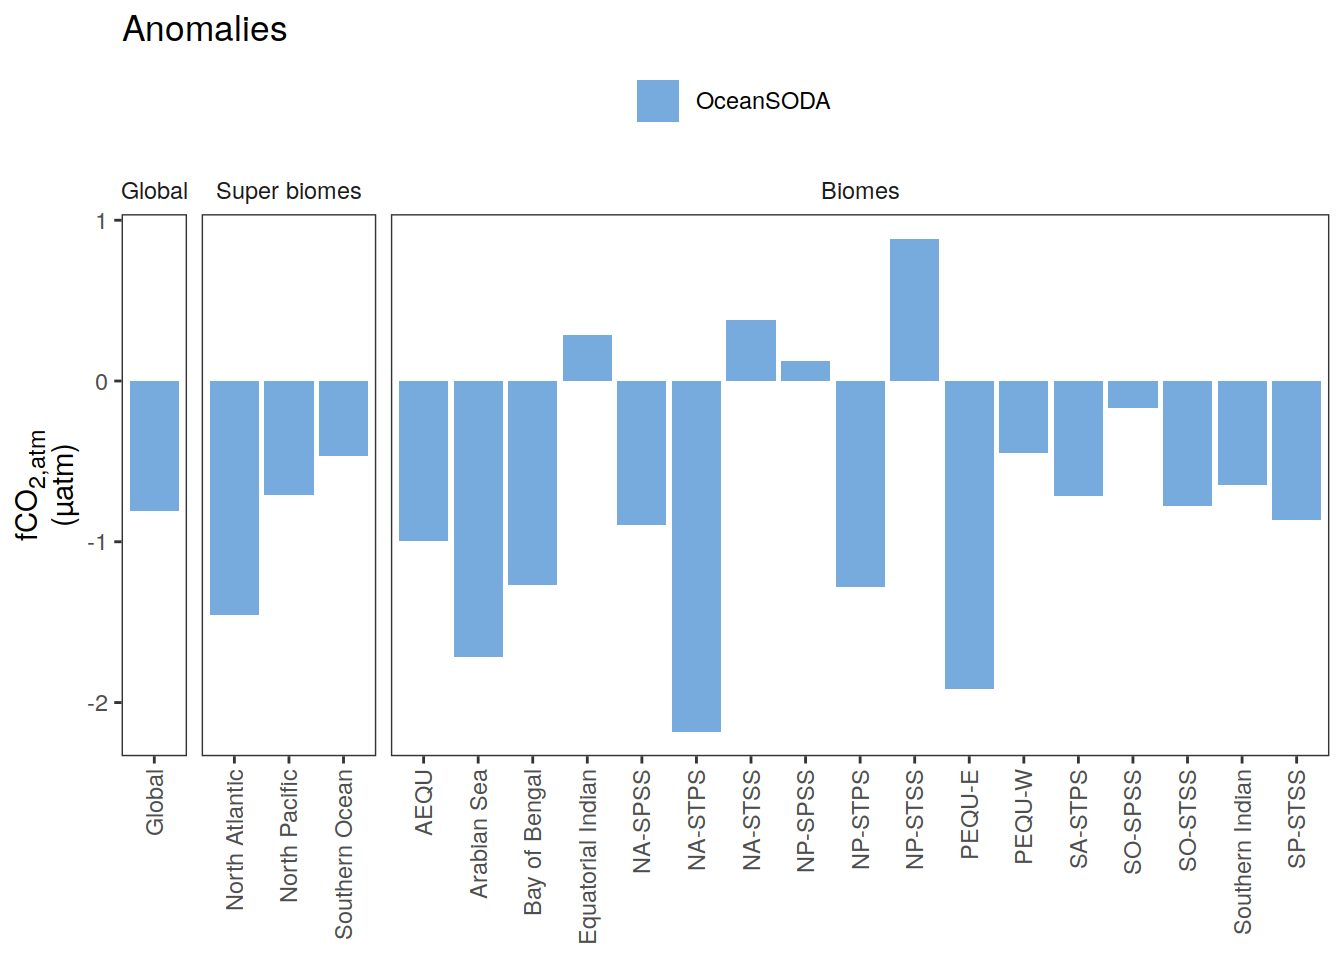 Anomalies
OceanSODA
Global
Super biomes
Biomes
fCO₂,atm
(µatm)
1
0
-1
-2
Global
North Atlantic
North Pacific
Southern Ocean
AEQU
Arabian Sea
Bay of Bengal
Equatorial Indian
NA-SPSS
NA-STPS
NA-STSS
NP-SPSS
NP-STPS
NP-STSS
PEQU-E
PEQU-W
SA-STPS
SO-SPSS
SO-STSS
Southern Indian
SP-STSS